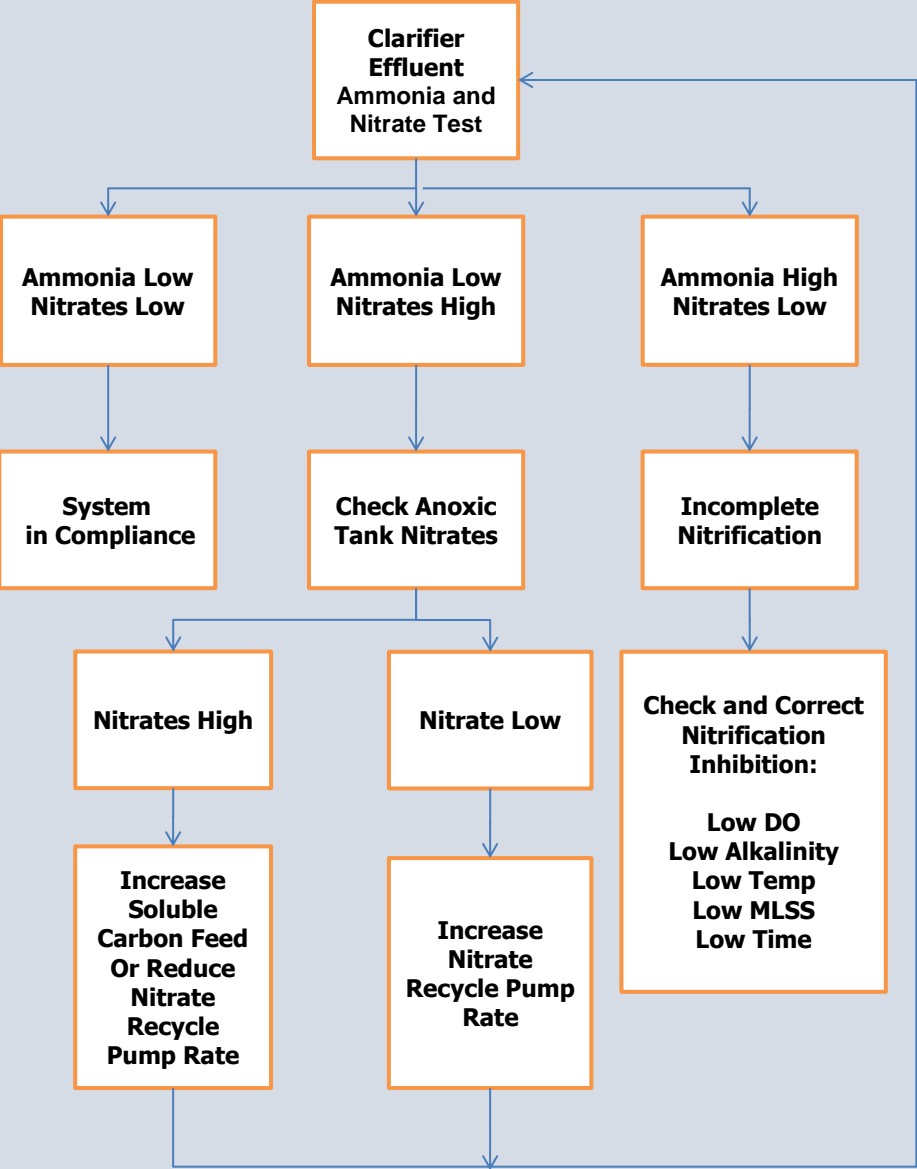 Clarifier
Effluent
Ammonia and
Nitrate Test
Ammonia Low
Nitrates Low
Ammonia Low
Nitrates High
Ammonia High
Nitrates Low
System
in Compliance
Check Anoxic
Tank Nitrates
Incomplete
Nitrification
Nitrates High
Nitrate Low
Check and Correct
Nitrification
Inhibition:
Low DO
Low Alkalinity
Low Temp
Low MLSS
Low Time
Increase
Soluble
Carbon Feed
Or Reduce
Nitrate
Recycle
Pump Rate
Increase
Nitrate
Recycle Pump
Rate